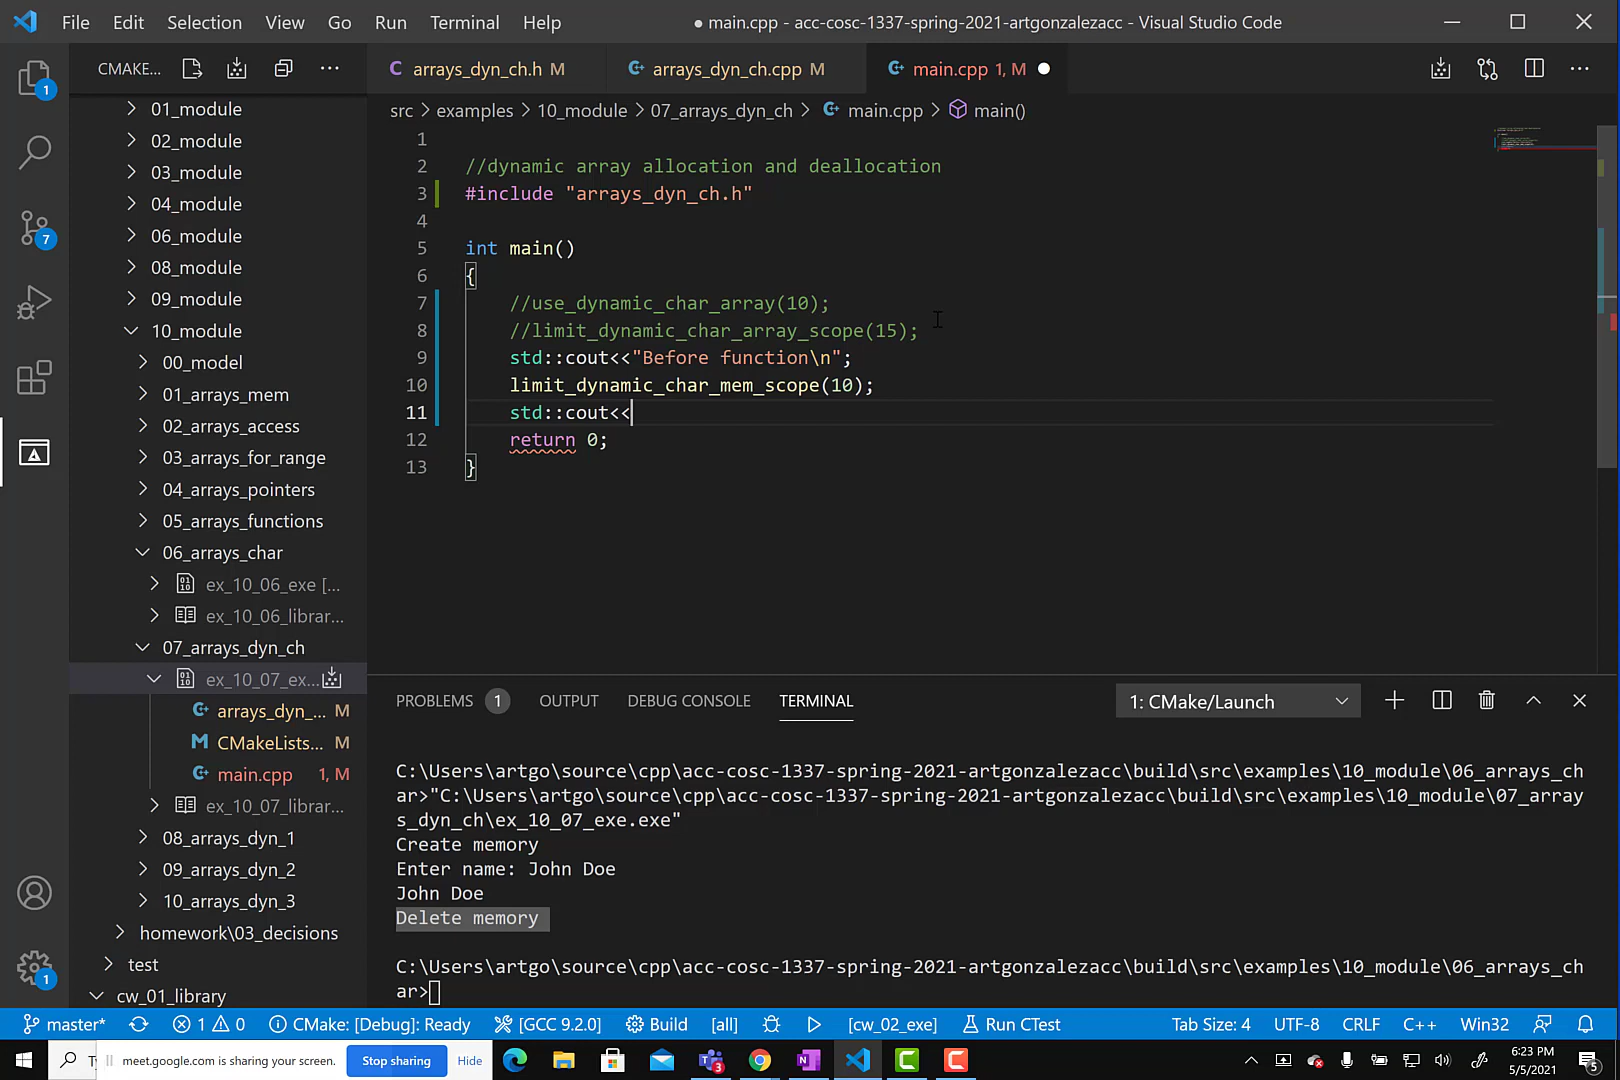 File Edit Selection View Go Run Terminal Help
● main.cpp - acc-cosc-1337-spring-2021-artgonzalezacc - Visual Studio Code
CMAKE...
arrays_dyn_ch.h M
arrays_dyn_ch.cpp M
main.cpp 1, M
src > examples > 10_module > 07_arrays_dyn_ch > main.cpp > main()
1
7
1
01_module
02_module
03_module
04_module
06_module
08_module
09_module
10_module
00_model
01_arrays_mem
02_arrays_access
03_arrays_for_range
04_arrays_pointers
05_arrays_functions
06_arrays_char
ex_10_06_exe [...
ex_10_06_librar...
07_arrays_dyn_ch
ex_10_07_ex...
arrays_dyn_... M
CMakeLists... M
main.cpp 1, M
ex_10_07_librar...
08_arrays_dyn_1
09_arrays_dyn_2
10_arrays_dyn_3
homework\03_decisions
test
cw_01_library
1
2 //dynamic array allocation and deallocation
3 #include "arrays_dyn_ch.h"
4
5 int main()
6 {
7 //use_dynamic_char_array(10);
8 //limit_dynamic_char_array_scope(15);
9 std::cout<<"Before function\n";
10 limit_dynamic_char_mem_scope(10);
11 std::cout<<
12 return 0;
13 }
PROBLEMS 1 OUTPUT DEBUG CONSOLE TERMINAL
1: CMake/Launch
C:\Users\artgo\source\cpp\acc-cosc-1337-spring-2021-artgonzalezacc\build\src\examples\10_module\06_arrays_ch
ar>"C:\Users\artgo\source\cpp\acc-cosc-1337-spring-2021-artgonzalezacc\build\src\examples\10_module\07_array
s_dyn_ch\ex_10_07_exe.exe"
Create memory
Enter name: John Doe
John Doe
Delete memory
C:\Users\artgo\source\cpp\acc-cosc-1337-spring-2021-artgonzalezacc\build\src\examples\10_module\06_arrays_ch
ar>
master* 1 0 CMake: [Debug]: Ready [GCC 9.2.0] Build [all] [cw_02_exe] Run CTest Tab Size: 4 UTF-8 CRLF C++ Win32
meet.google.com is sharing your screen. Stop sharing Hide
3
6:23 PM
5/5/2021
5